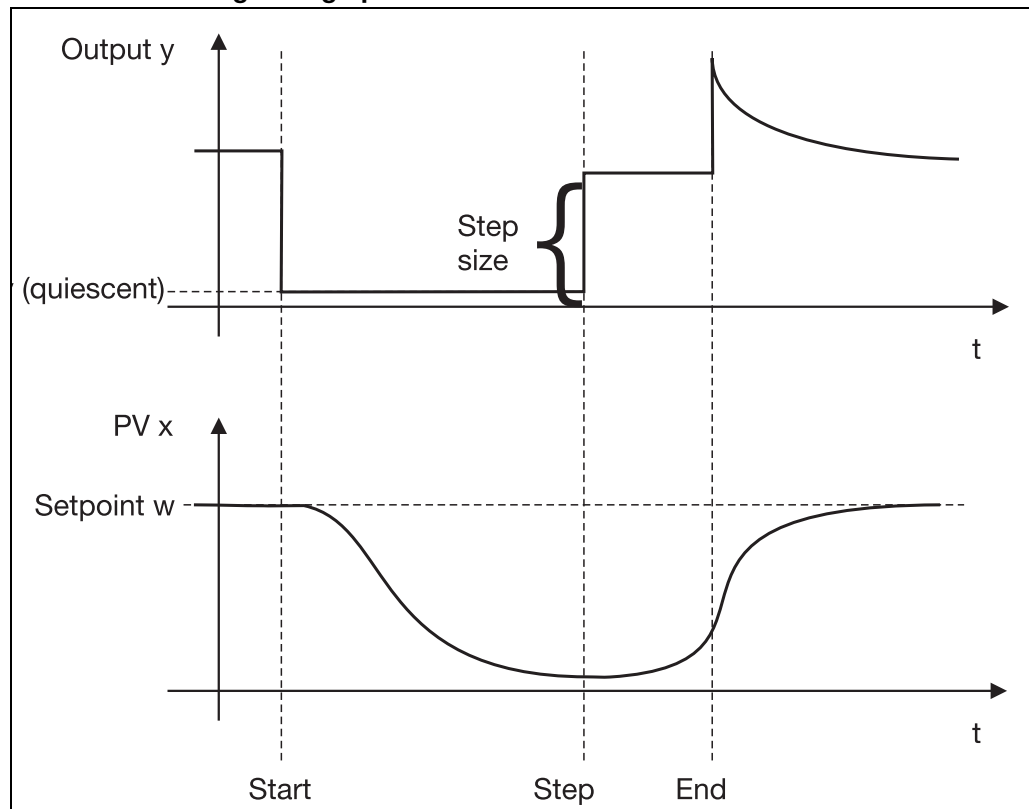 Output y
Step
size
(quiescent)
t
PV x
Setpoint w
t
Start
Step
End